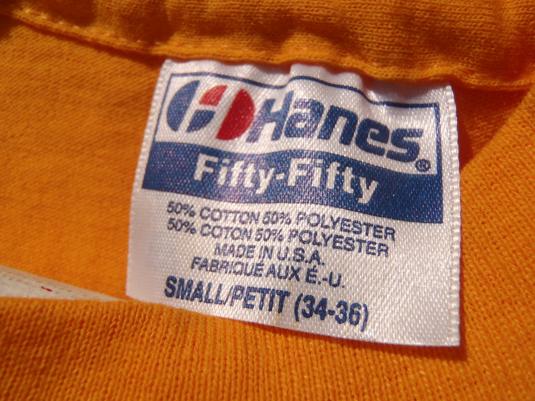 Hanes®
Fifty-Fifty
50% COTTON 50% POLYESTER
50% COTON 50% POLYESTER
MADE IN U.S.A.
FABRIQUÉ AUX É.-U.
SMALL/PETIT (34-36)